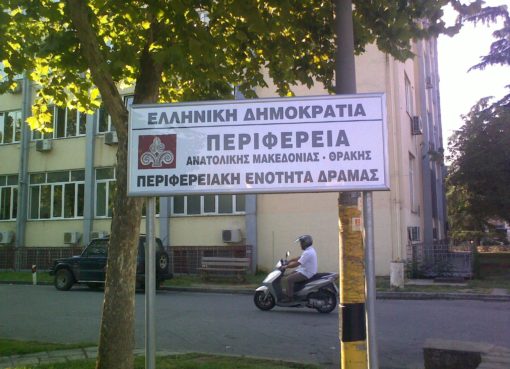 ΕΛΛΗΝΙΚΗ ΔΗΜΟΚΡΑΤΙΑ
ΠΕΡΙΦΕΡΕΙΑ
ΑΝΑΤΟΛΙΚΗΣ ΜΑΚΕΔΟΝΙΑΣ - ΘΡΑΚΗΣ
ΠΕΡΙΦΕΡΕΙΑΚΗ ΕΝΟΤΗΤΑ ΔΡΑΜΑΣ